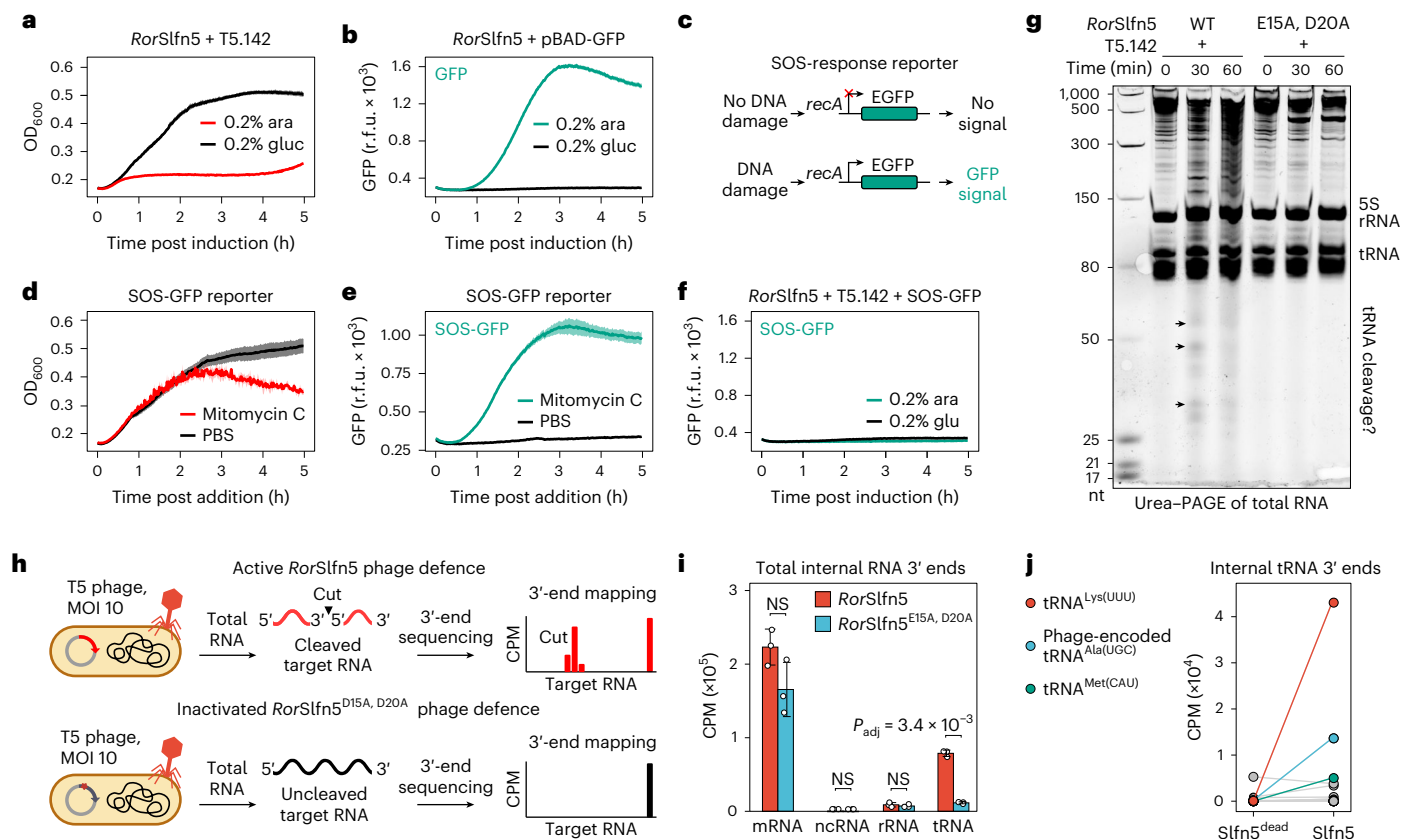 a
RorSlfn5 + T5.142
OD600
0.6
0.5
0.4
0.3
0.2
0.2% ara
0.2% gluc
0 1 2 3 4 5
Time post induction (h)
b
RorSlfn5 + pBAD-GFP
GFP
GFP (r.f.u. × 10³)
1.6
1.2
0.8
0.4
0.2% ara
0.2% gluc
0 1 2 3 4 5
Time post induction (h)
c
SOS-response reporter
No DNA damage
recA
EGFP
No signal
DNA damage
recA
EGFP
GFP signal
d
SOS-GFP reporter
OD600
0.6
0.5
0.4
0.3
0.2
Mitomycin C
PBS
0 1 2 3 4 5
Time post addition (h)
e
SOS-GFP reporter
SOS-GFP
GFP (r.f.u. × 10³)
1.00
0.75
0.50
0.25
Mitomycin C
PBS
0 1 2 3 4 5
Time post addition (h)
f
RorSlfn5 + T5.142 + SOS-GFP
SOS-GFP
GFP (r.f.u. × 10³)
1.6
1.2
0.8
0.4
0.2% ara
0.2% glu
0 1 2 3 4 5
Time post induction (h)
g
RorSlfn5 WT E15A, D20A
T5.142 + +
Time (min) 0 30 60 0 30 60
1,000
500
300
150
80
50
25
21
17
nt
5S rRNA
tRNA
tRNA cleavage?
Urea–PAGE of total RNA
h
T5 phage, MOI 10
Active RorSlfn5 phage defence
Total RNA
Cut
5′ 3′ 5′ 3′
Cleaved target RNA
3′-end sequencing
3′-end mapping
CPM
Cut
Target RNA
Inactivated RorSlfn5D15A, D20A phage defence
T5 phage, MOI 10
Total RNA
5′ 3′
Uncleaved target RNA
3′-end sequencing
3′-end mapping
CPM
Target RNA
i
Total internal RNA 3′ ends
CPM (×10⁵)
3
2
1
0
NS
RorSlfn5
RorSlfn5E15A, D20A
Padj = 3.4 × 10⁻³
NS
NS
mRNA ncRNA rRNA tRNA
j
Internal tRNA 3′ ends
tRNALys(UUU)
Phage-encoded tRNAAla(UGC)
tRNAMet(CAU)
CPM (×10⁴)
4
3
2
1
0
Slfn5dead Slfn5